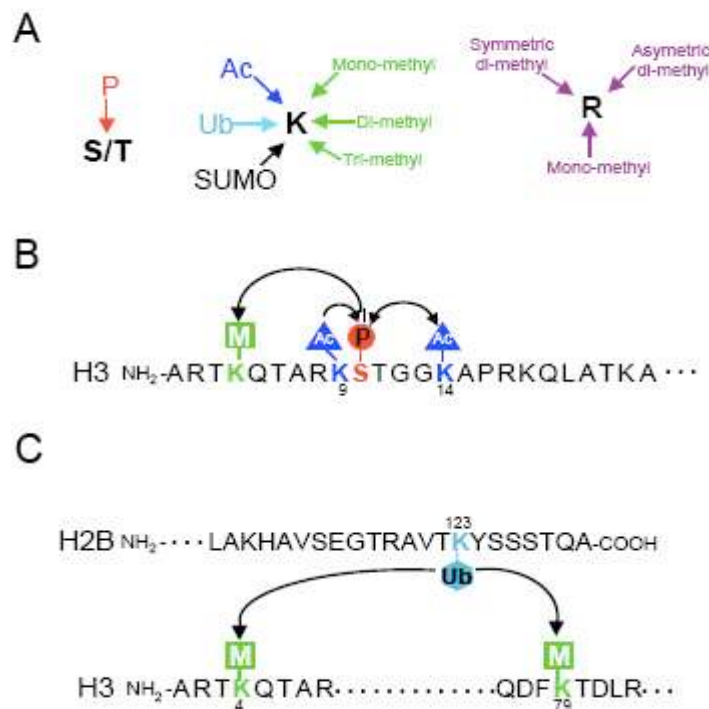 A
P
S/T
Ac
Ub
SUMO
K
Mono-methyl
Di-methyl
Tri-methyl
Symmetric
di-methyl
Asymetric
di-methyl
R
Mono-methyl
B
M Ac P Ac
H3 NH2-ARTKQTARKSTGGKAPRKQLATKA ···
9 14
C
123
H2B NH2-····LAKHAVSEGTRAVTKYSSSTQA-COOH
Ub
M M
H3 NH2-ARTKQTAR············QDFKTDLR···
4 79